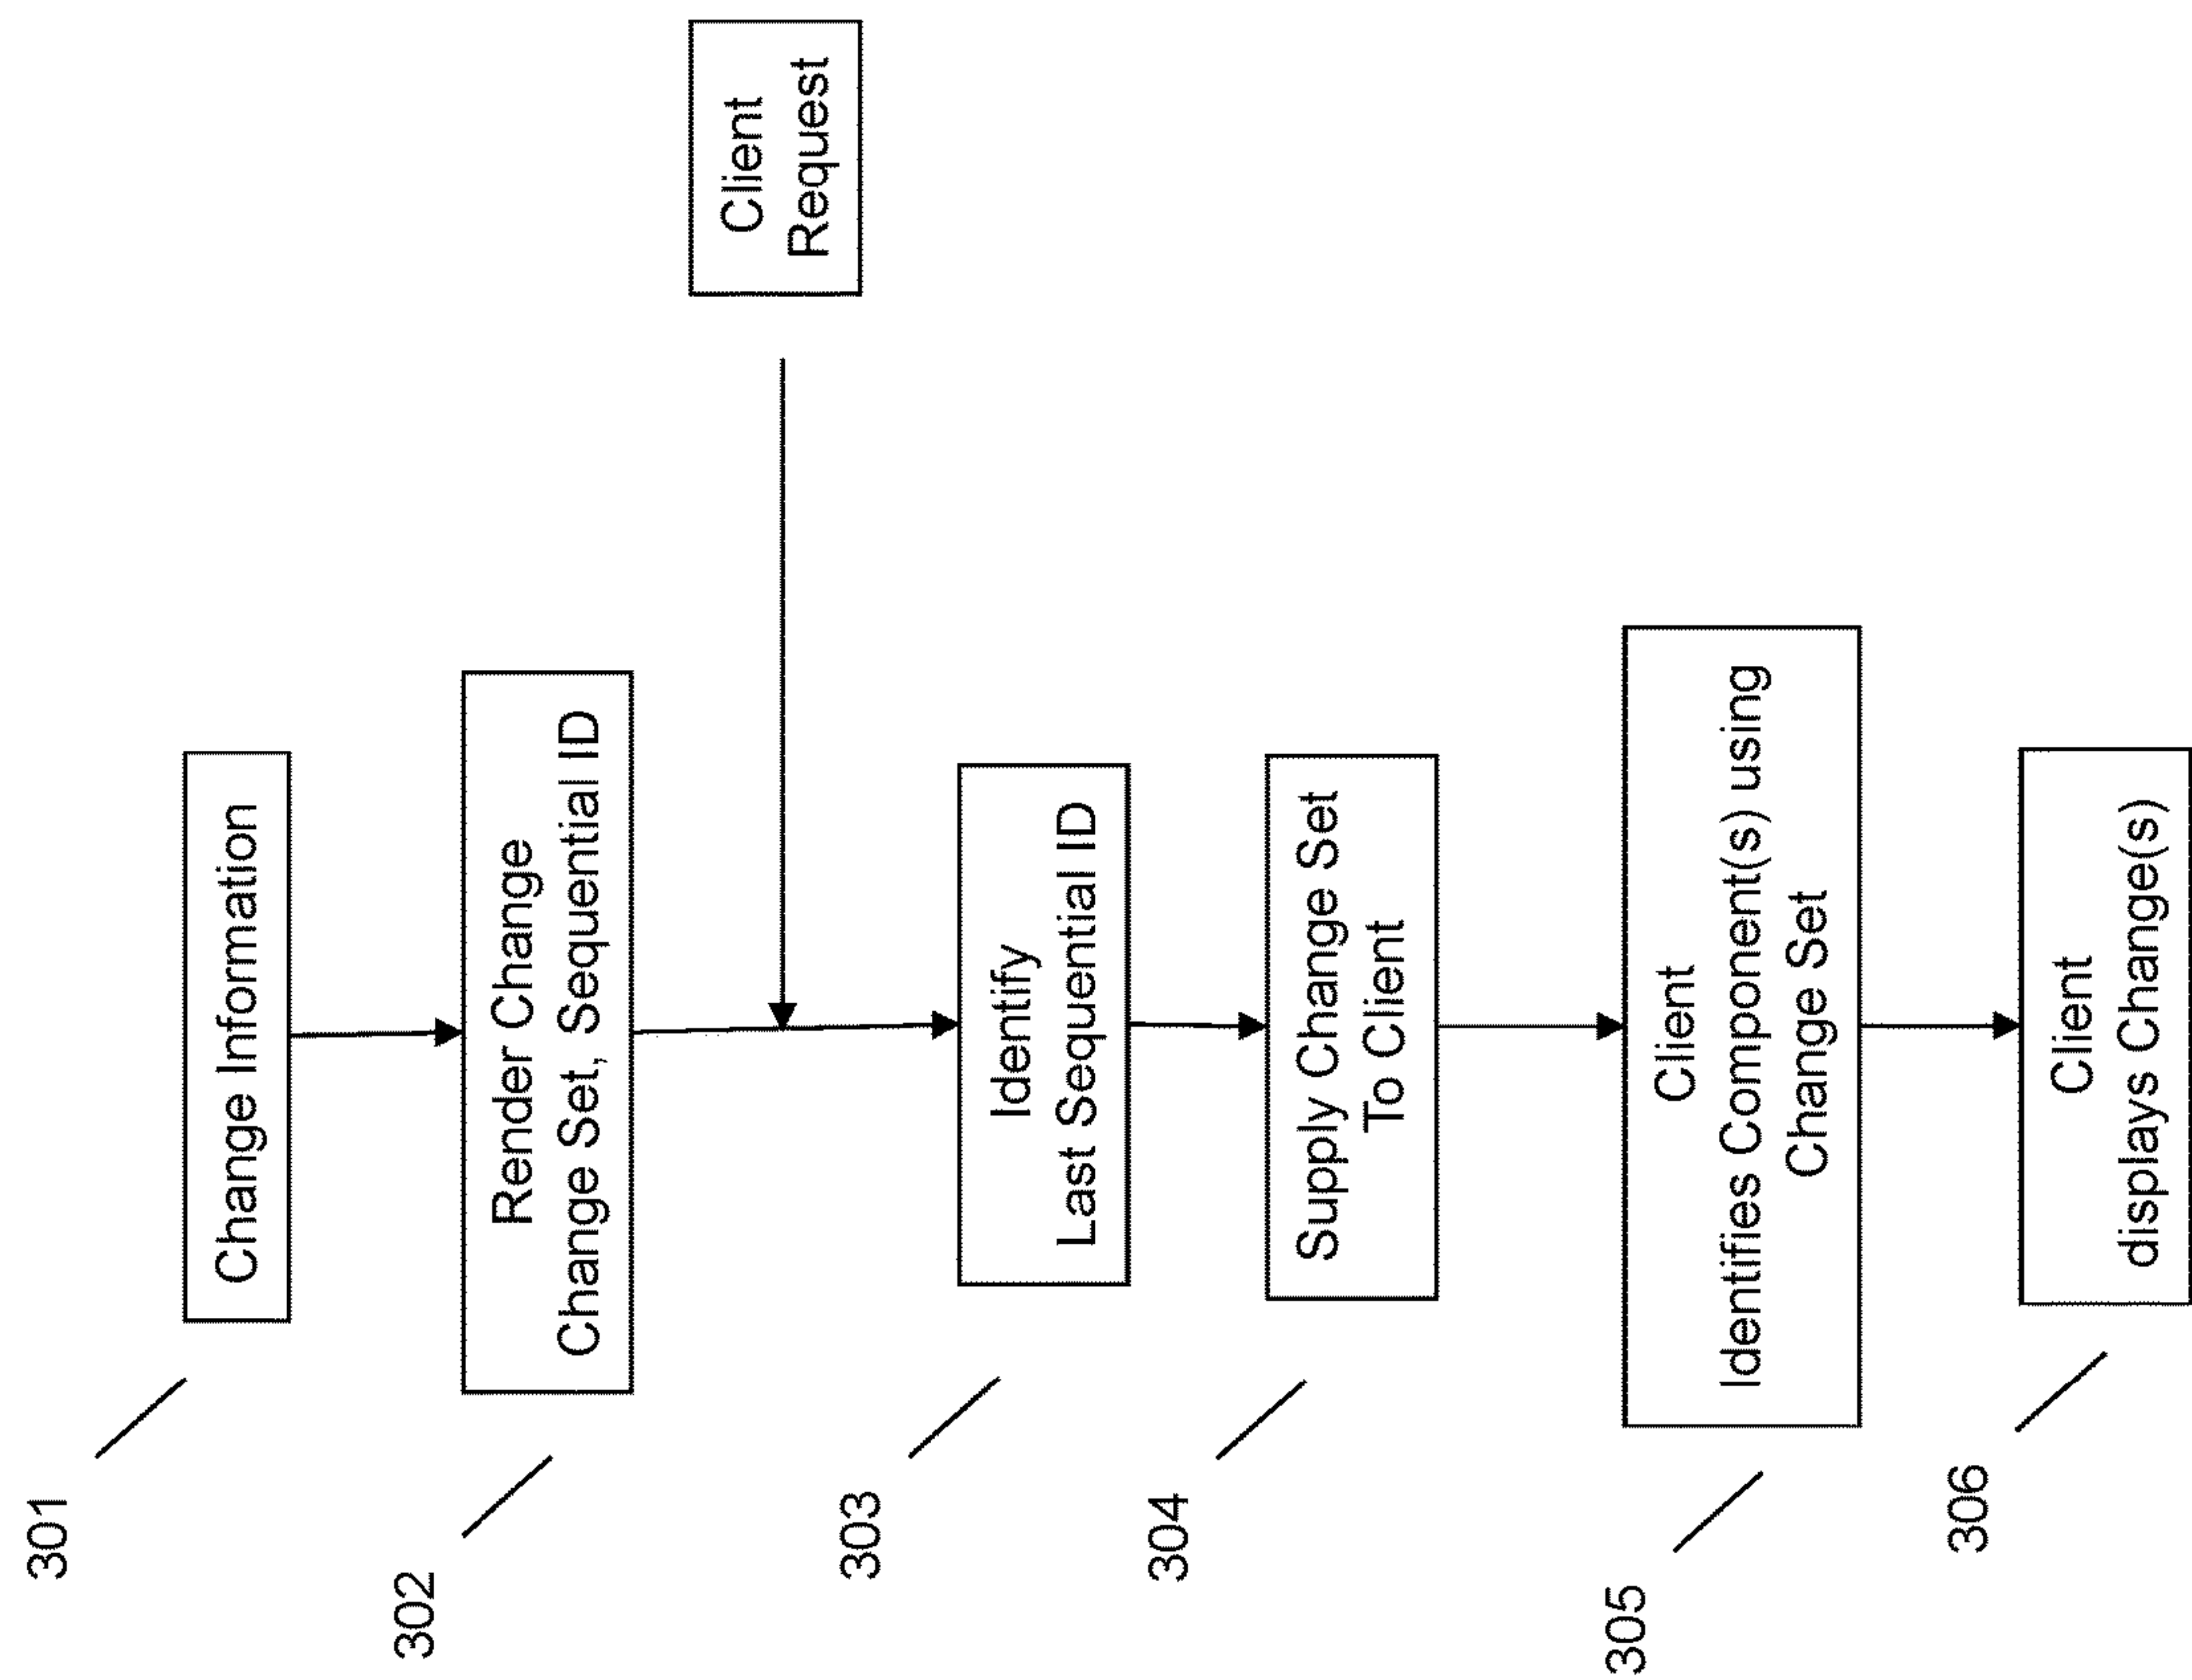 301
Change Information
302
Render Change
Change Set, Sequential ID
Client
Request
303
Identify
Last Sequential ID
304
Supply Change Set
To Client
305
Client
Identifies Component(s) using
Change Set
306
Client
displays Change(s)